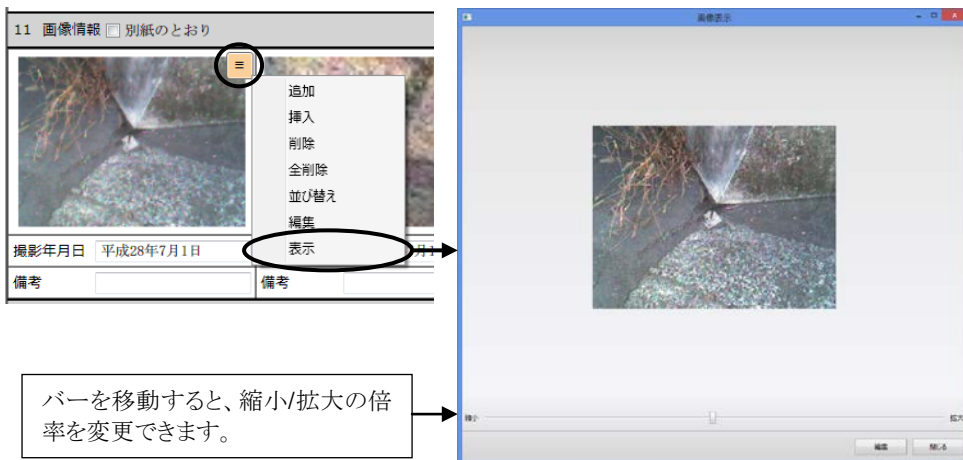 11 画像情報 別紙のとおり
≡
追加
挿入
削除
全削除
並び替え
編集
表示
撮影年月日 平成28年7月1日
月1
備考
備考
画像表示
縮小
拡大
編集
閉じる
バーを移動すると、縮小/拡大の倍
率を変更できます。